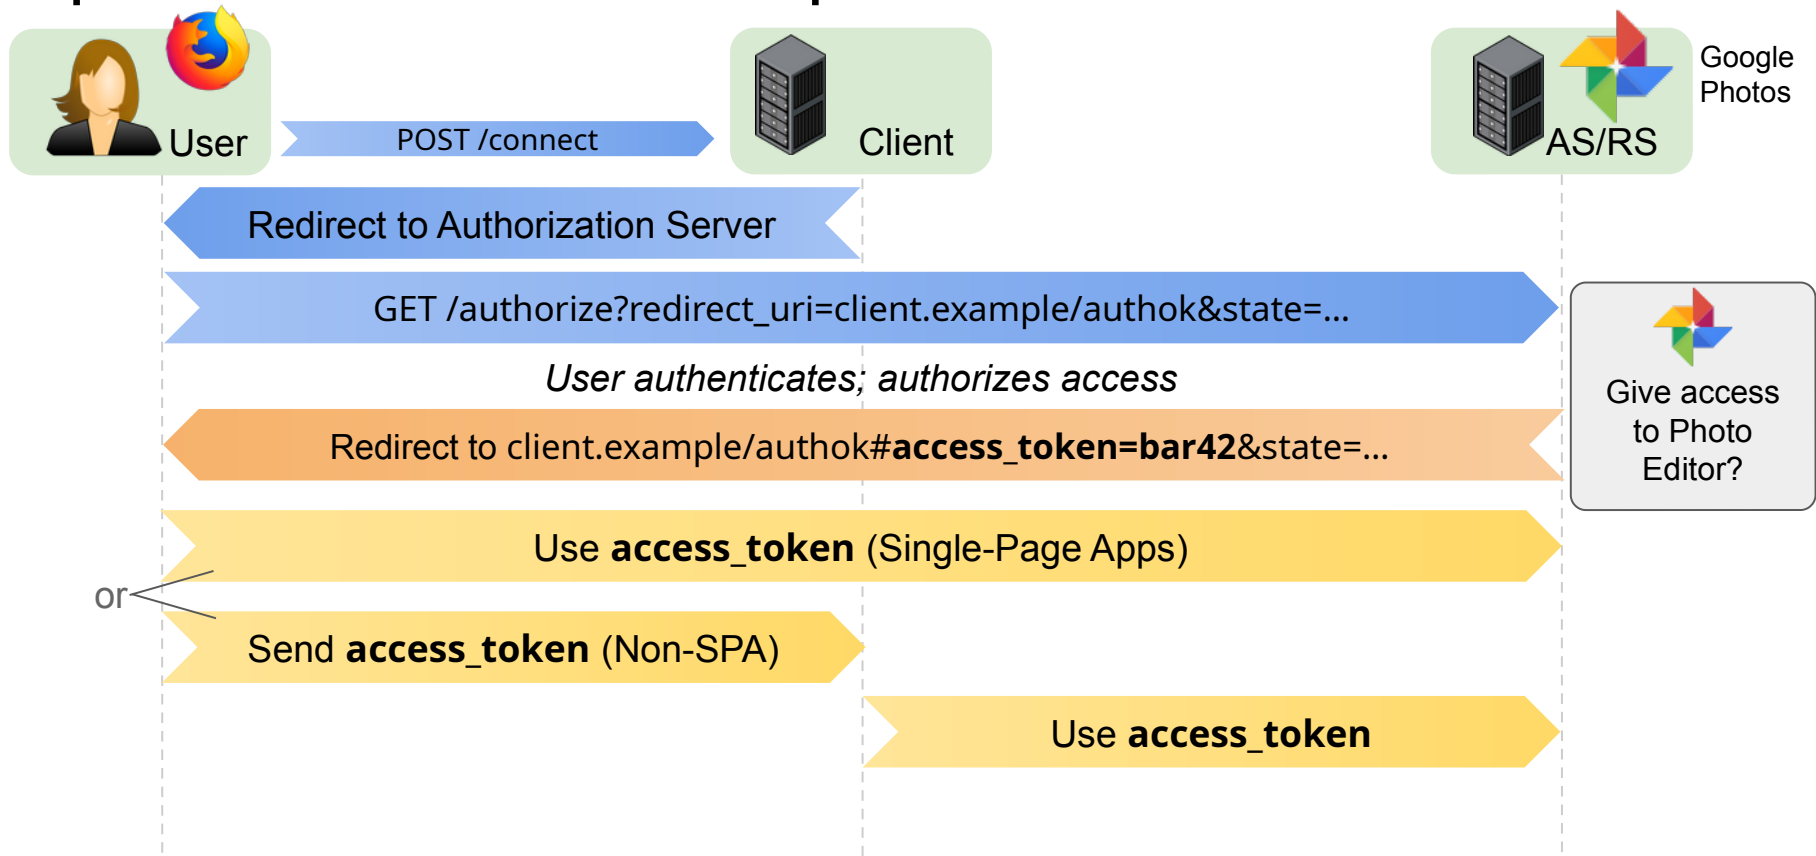 User
POST /connect
Client
AS/RS
Google
Photos
Redirect to Authorization Server
GET /authorize?redirect_uri=client.example/authok&state=...
User authenticates; authorizes access
Give access
to Photo
Editor?
Redirect to client.example/authok#access_token=bar42&state=...
Use access_token (Single-Page Apps)
or
Send access_token (Non-SPA)
Use access_token